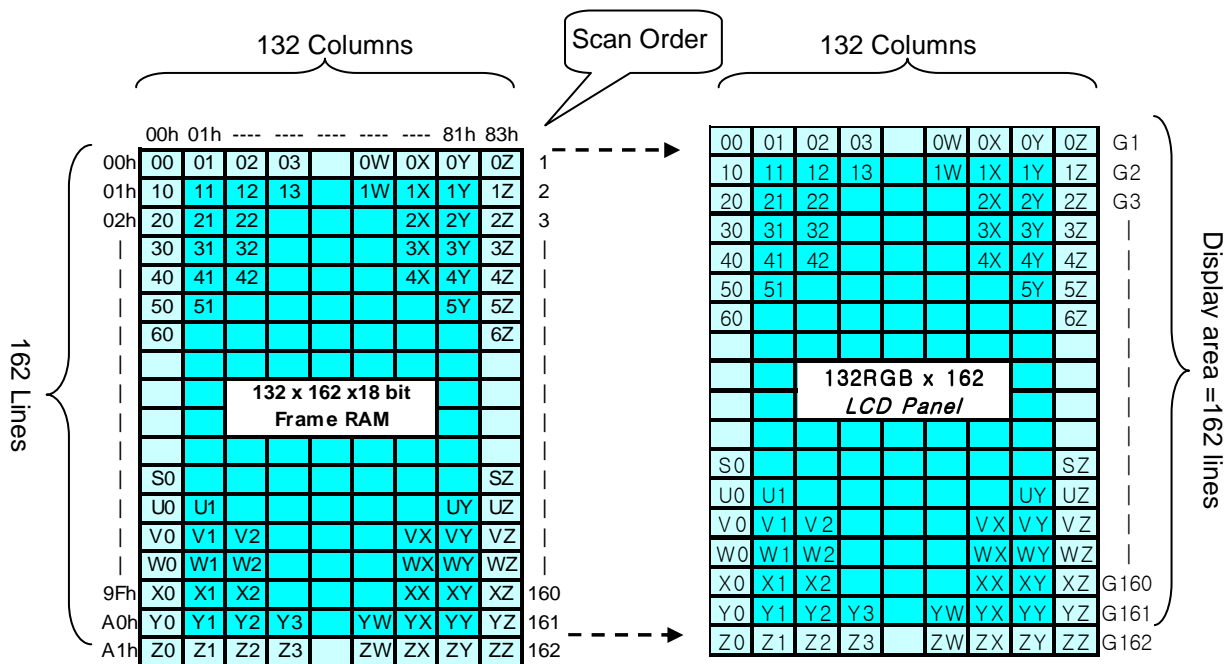 132 Columns
Scan Order
132 Columns
00h 01h ---- ---- ---- ---- ---- 81h 83h
00h 00 01 02 03 0W 0X 0Y 0Z 1
01h 10 11 12 13 1W 1X 1Y 1Z 2
02h 20 21 22 2X 2Y 2Z 3
30 31 32 3X 3Y 3Z
40 41 42 4X 4Y 4Z
50 51 5Y 5Z
60 6Z
162 Lines
132 x 162 x18 bit
Frame RAM
S0 SZ
U0 U1 UY UZ
V0 V1 V2 VX VY VZ
W0 W1 W2 WX WY WZ
9Fh X0 X1 X2 XX XY XZ 160
A0h Y0 Y1 Y2 Y3 YW YX YY YZ 161
A1h Z0 Z1 Z2 Z3 ZW ZX ZY ZZ 162
00 01 02 03 0W 0X 0Y 0Z G1
10 11 12 13 1W 1X 1Y 1Z G2
20 21 22 2X 2Y 2Z G3
30 31 32 3X 3Y 3Z
40 41 42 4X 4Y 4Z
50 51 5Y 5Z
60 6Z
132RGB x 162
LCD Panel
S0 SZ
U0 U1 UY UZ
V0 V1 V2 VX VY VZ
W0 W1 W2 WX WY WZ
X0 X1 X2 XX XY XZ G160
Y0 Y1 Y2 Y3 YW YX YY YZ G161
Z0 Z1 Z2 Z3 ZW ZX ZY ZZ G162
Display area =162 lines